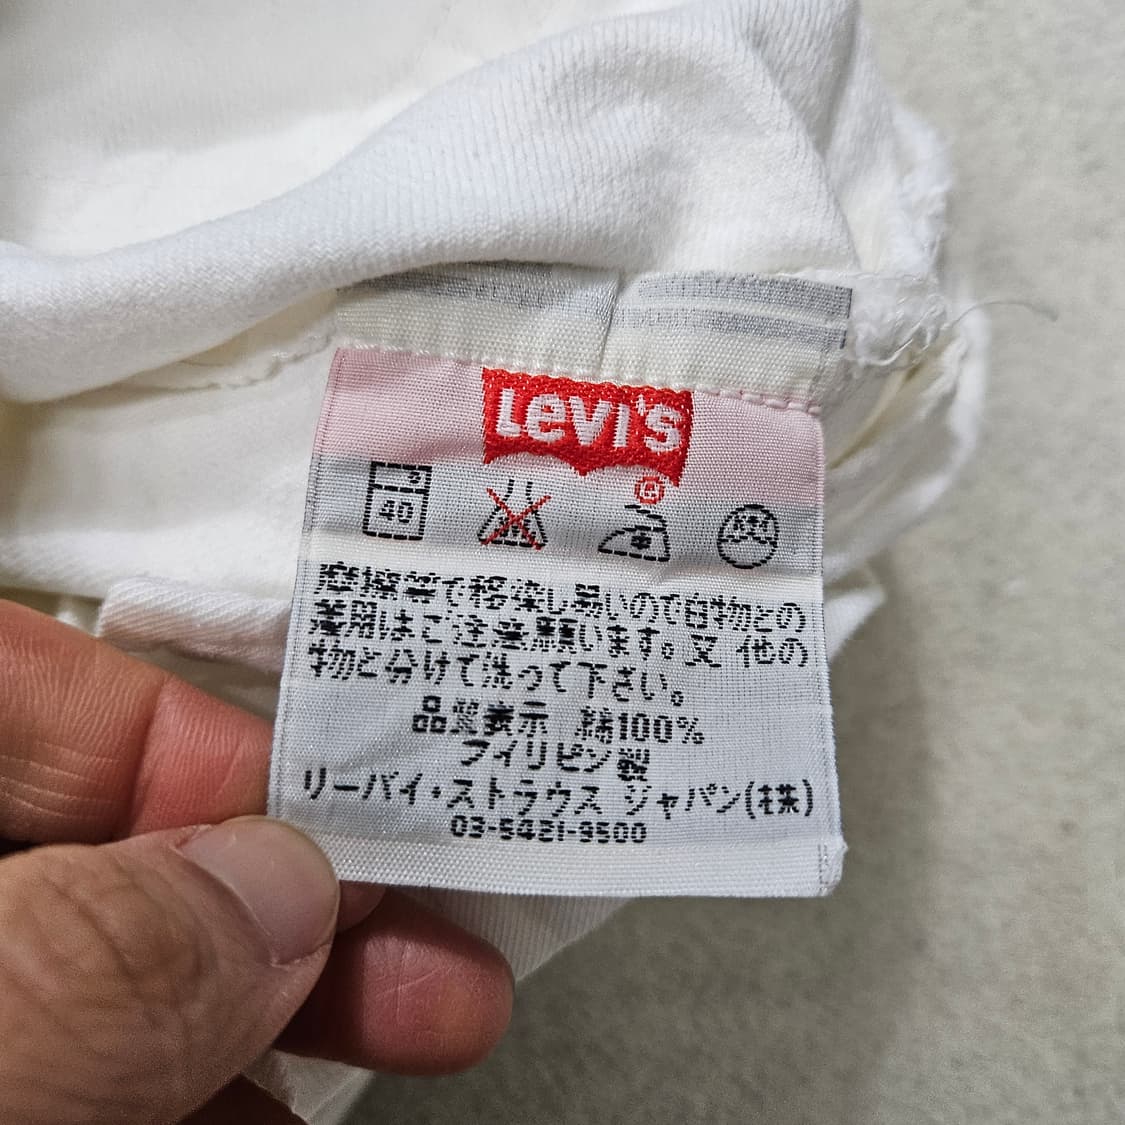 LEVI'S
®
40
摩擦等で移染し易いので白物との
着用はご注意願います。又 他の
物と分けて洗って下さい。
品質表示 綿100%
フィリピン製
リーバイ・ストラウス ジャパン(株)
03-5421-9500